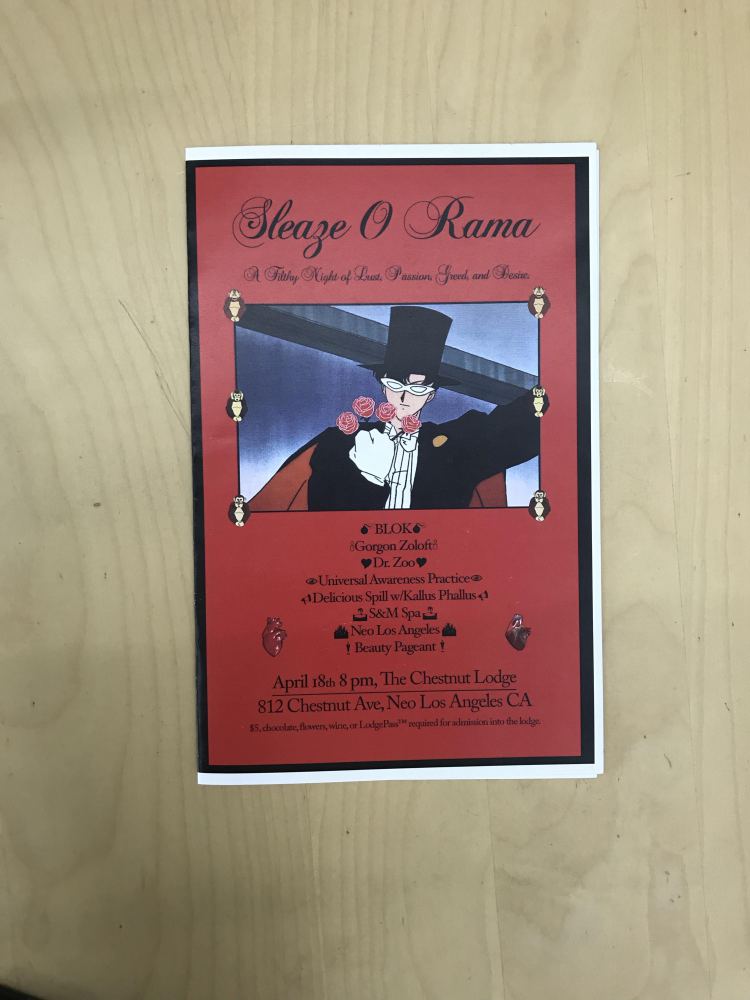 Sleaze O Rama
A Filthy Night of Lust, Passion, Greed, and Desire.
BLOK
Gorgon Zoloft
Dr. Zoo
Universal Awareness Practice
Delicious Spill w/Kallus Phallus
S&M Spa
Neo Los Angeles
Beauty Pageant
April 18th 8 pm, The Chestnut Lodge
812 Chestnut Ave, Neo Los Angeles CA
$5, chocolate, flowers, wine, or LodgePass™ required for admission into the lodge.